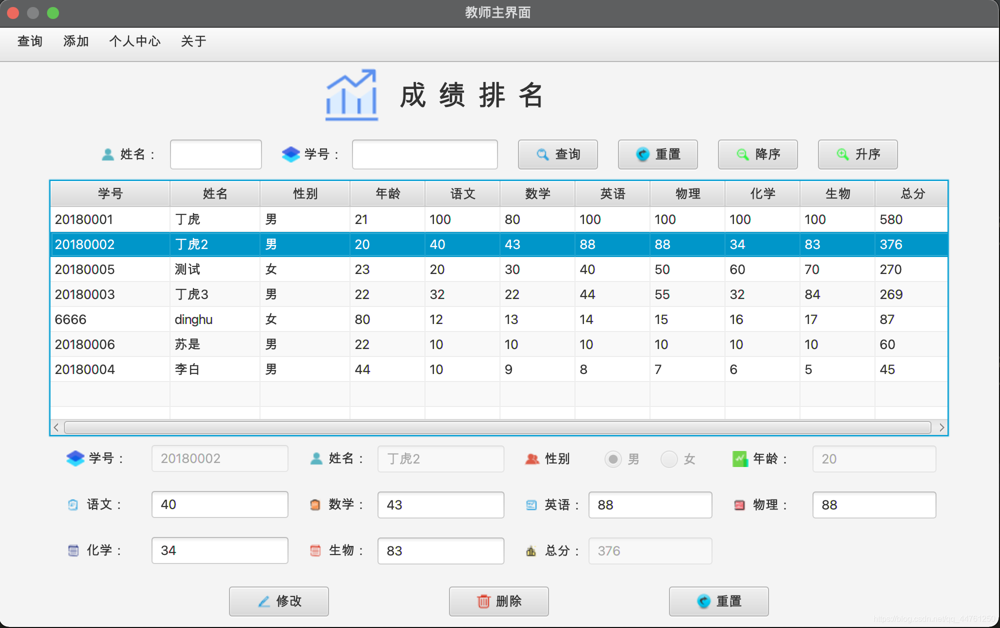 教师主界面
查询 添加 个人中心 关于
成绩排名
姓名： 学号： 查询 重置 降序 升序
学号 姓名 性别 年龄 语文 数学 英语 物理 化学 生物 总分
20180001 丁虎 男 21 100 80 100 100 100 100 580
20180002 丁虎2 男 20 40 43 88 88 34 83 376
20180005 测试 女 23 20 30 40 50 60 70 270
20180003 丁虎3 男 22 32 22 44 55 32 84 269
6666 dinghu 女 80 12 13 14 15 16 17 87
20180006 苏是 男 22 10 10 10 10 10 10 60
20180004 李白 男 44 10 9 8 7 6 5 45
学号： 20180002 姓名： 丁虎2 性别 男 女 年龄： 20
语文： 40 数学： 43 英语： 88 物理： 88
化学： 34 生物： 83 总分： 376
修改 删除 重置
https://blog.csdn.net/qq_44761250